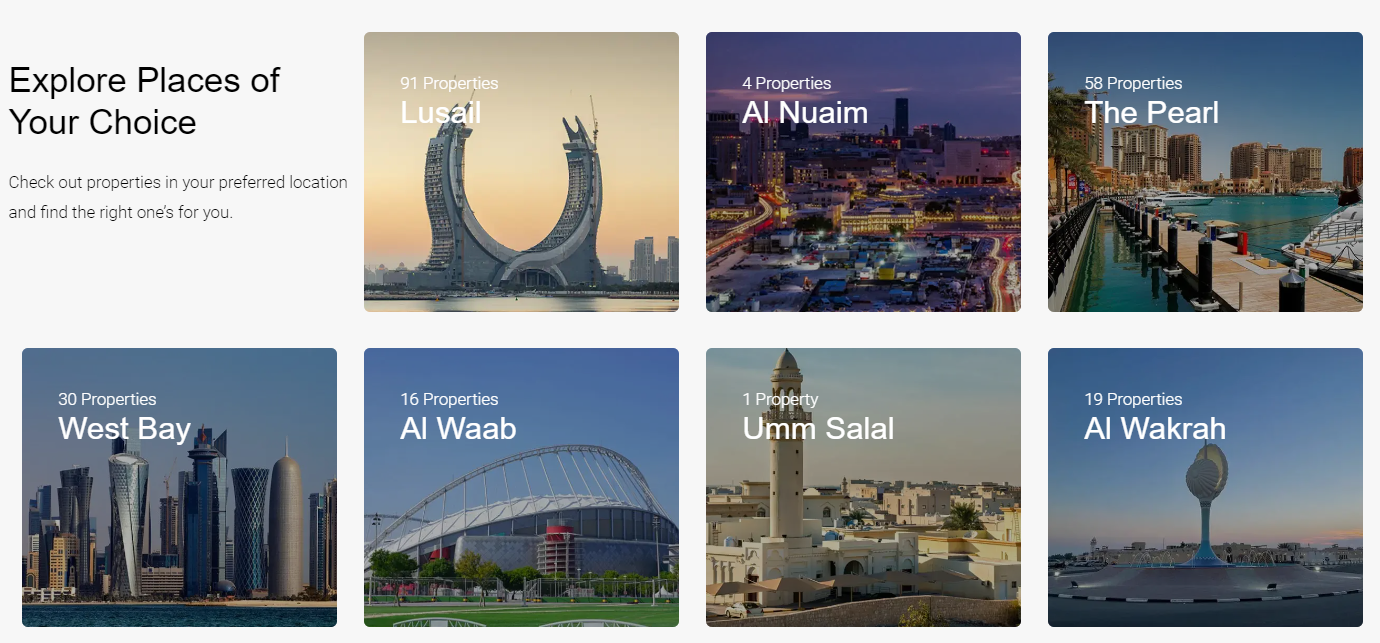 Explore Places of
Your Choice
Check out properties in your preferred location
and find the right one’s for you.
91 Properties
Lusail
4 Properties
Al Nuaim
58 Properties
The Pearl
30 Properties
West Bay
16 Properties
Al Waab
1 Property
Umm Salal
19 Properties
Al Wakrah